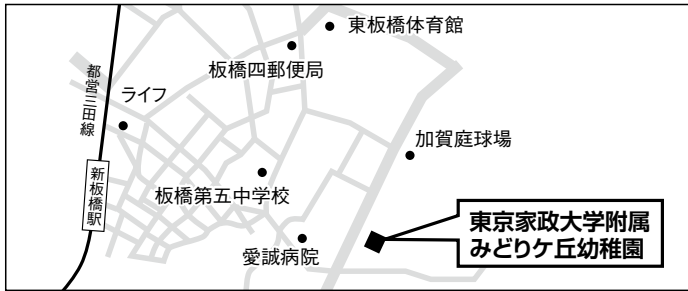 東板橋体育館
板橋四郵便局
都営三田線
ライフ
加賀庭球場
新板橋駅
板橋第五中学校
愛誠病院
東京家政大学附属
みどりケ丘幼稚園